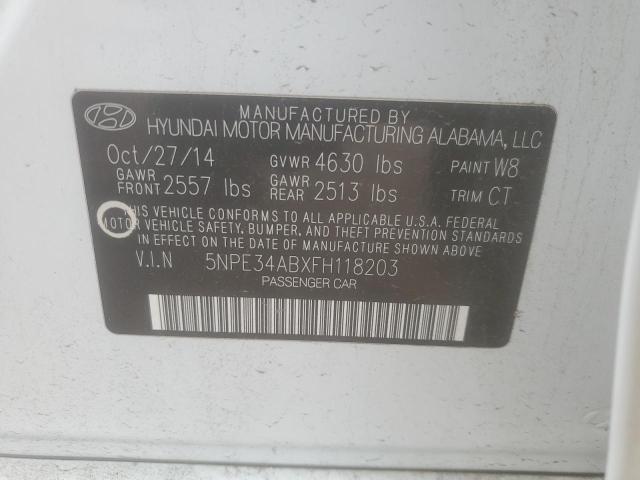 MANUFACTURED BY
HYUNDAI MOTOR MANUFACTURING ALABAMA, LLC
Oct/27/14 GVWR 4630 lbs PAINT W8
GAWR FRONT 2557 lbs GAWR REAR 2513 lbs TRIM CT
THIS VEHICLE CONFORMS TO ALL APPLICABLE U.S.A. FEDERAL
MOTOR VEHICLE SAFETY, BUMPER, AND THEFT PREVENTION STANDARDS
IN EFFECT ON THE DATE OF MANUFACTURE SHOWN ABOVE
V.I.N 5NPE34ABXFH118203
PASSENGER CAR